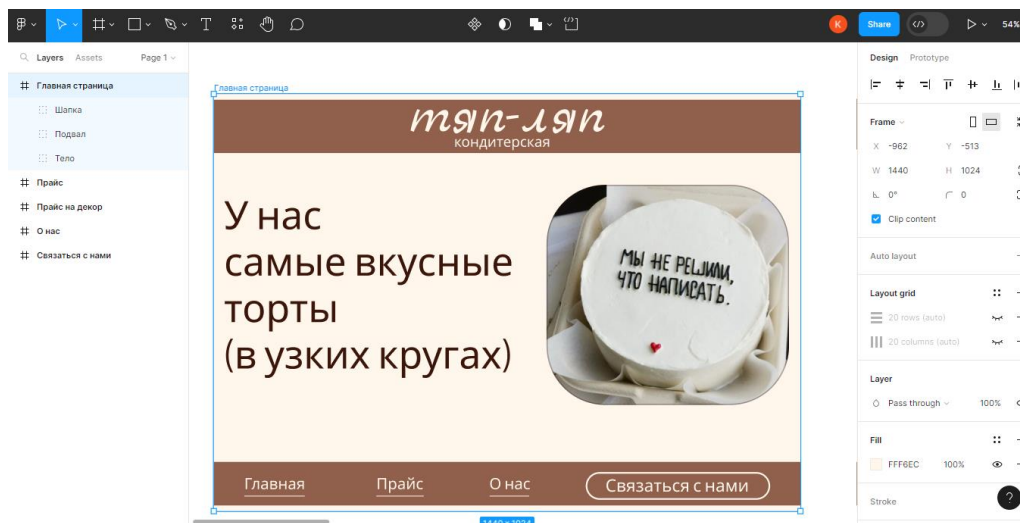 K
Share
54%
Layers Assets Page 1
Главная страница
Шапка
Подвал
Тело
Прайс
Прайс на декор
О нас
Связаться с нами
Главная страница
тяп-ляп
кондитерская
У нас
самые вкусные
торты
(в узких кругах)
МЫ НЕ РЕШИЛИ,
ЧТО НАПИСАТЬ.
Главная Прайс О нас Связаться с нами
1440 × 1024
Design Prototype
Frame
X -962 Y -513
W 1440 H 1024
0° 0
Clip content
Auto layout
Layout grid
20 rows (auto)
20 columns (auto)
Layer
Pass through 100%
Fill
FFF6EC 100%
Stroke
?